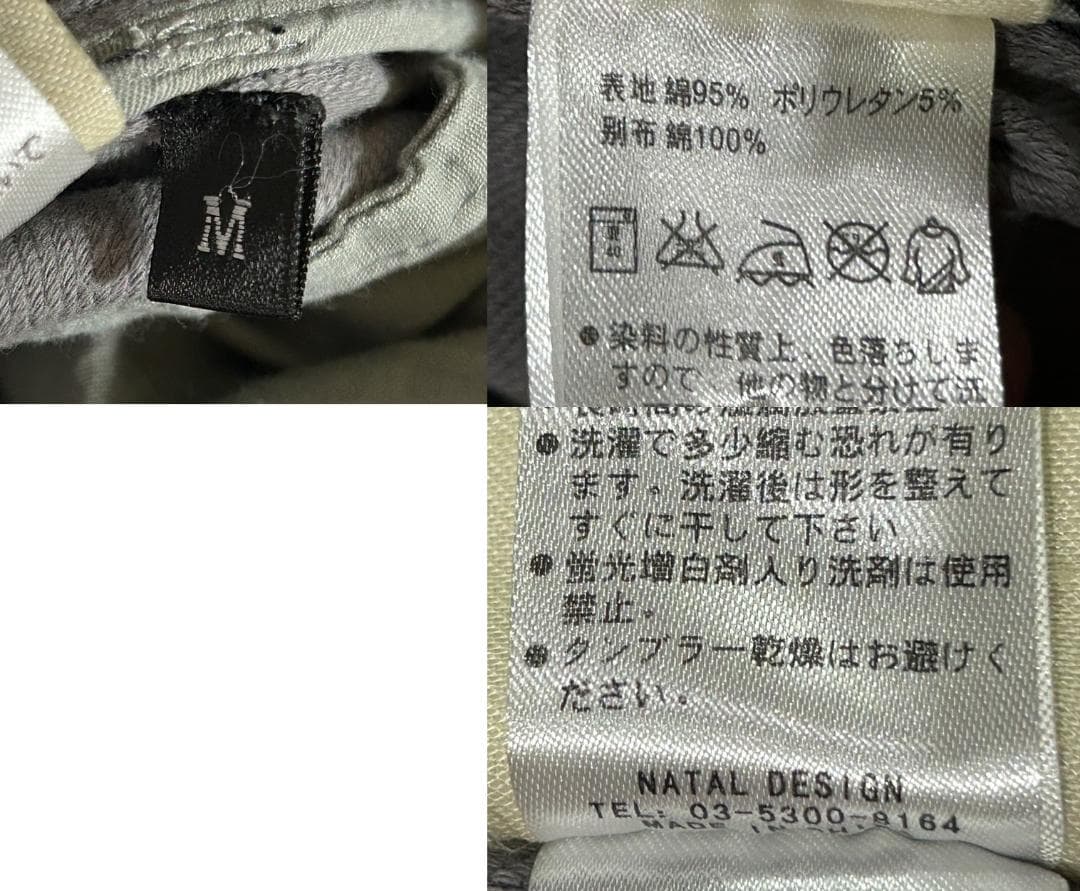 M
表地 綿95% ポリウレタン5%
別布 綿100%
●染料の性質上、色落ちしま
すので 他の物と分けて洗
●洗濯で多少縮む恐れが有り
ます。洗濯後は形を整えて
すぐに干して下さい
●蛍光増白剤入り洗剤は使用
禁止。
●タンブラー乾燥はお避けく
ださい。
NATAL DESIGN
TEL: 03-5300-8164
MADE IN